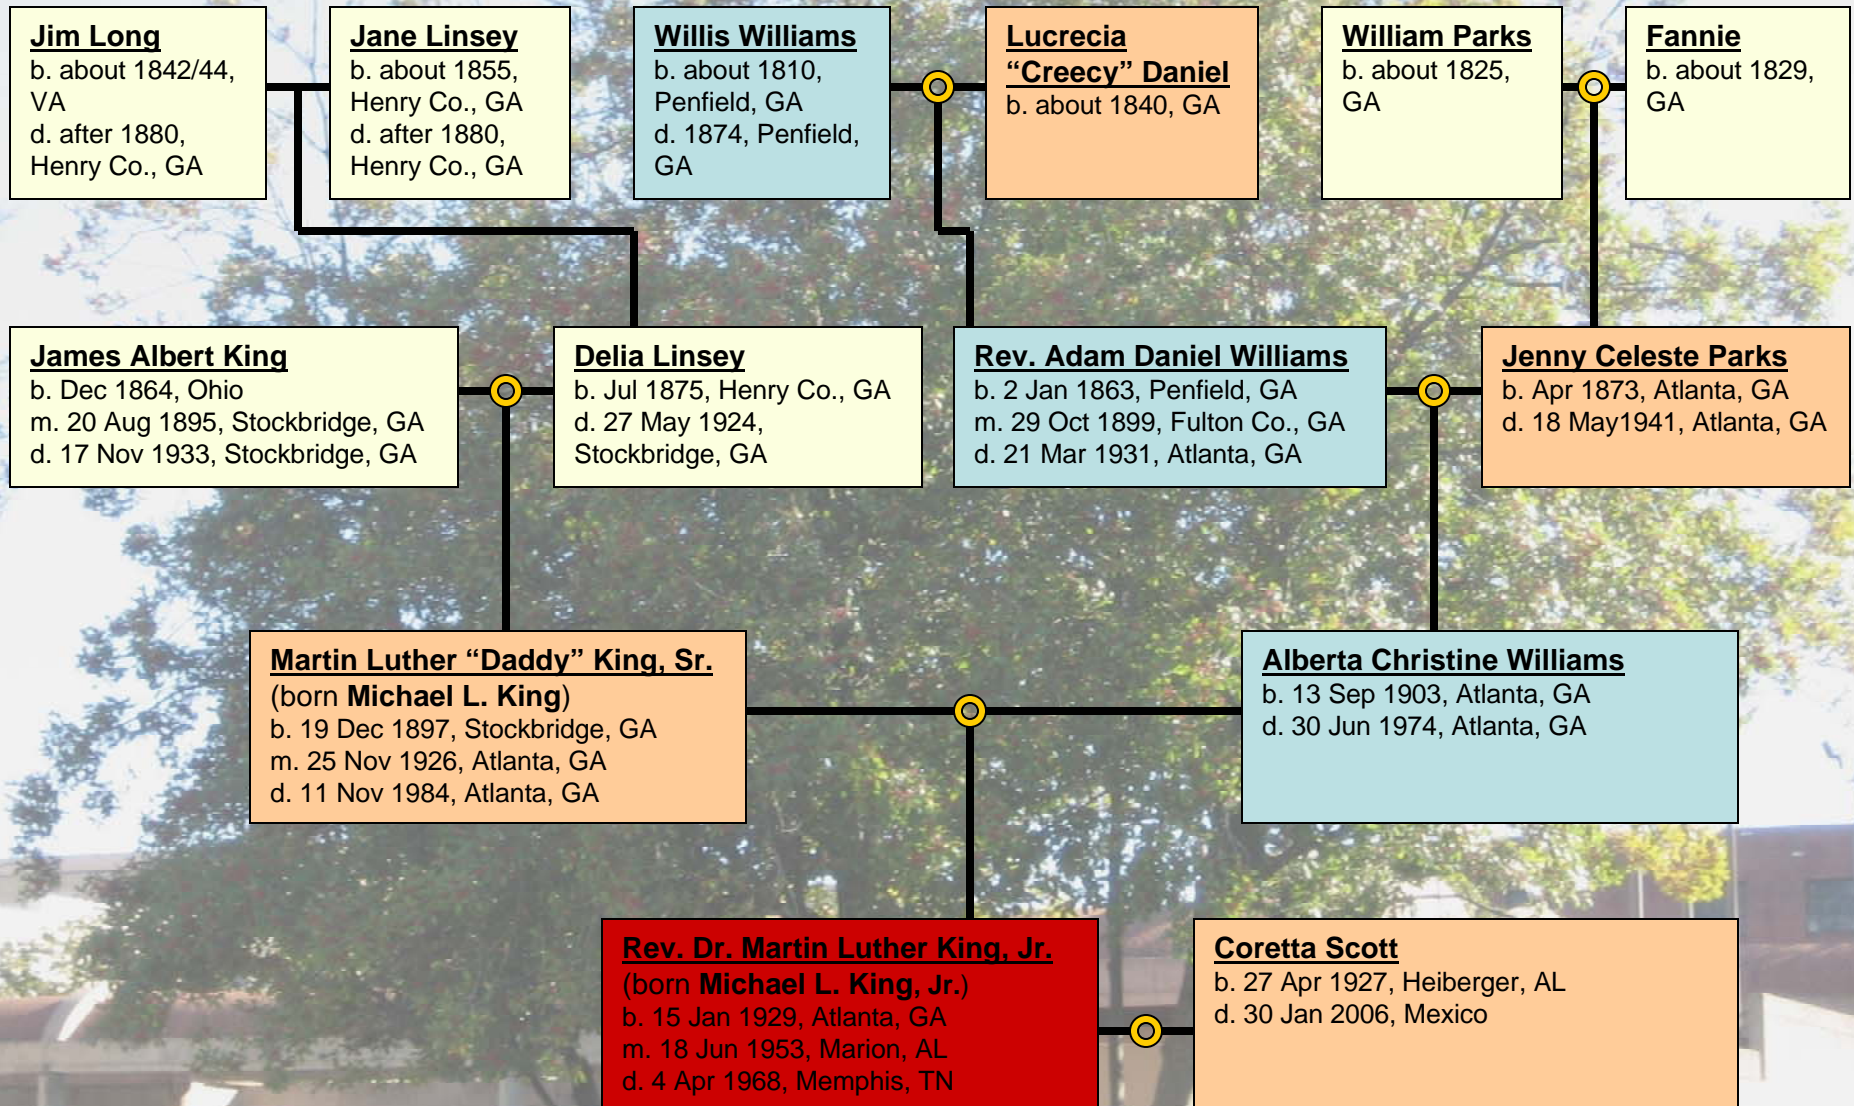 Jim Long
b. about 1842/44,
VA
d. after 1880,
Henry Co., GA
Jane Linsey
b. about 1855,
Henry Co., GA
d. after 1880,
Henry Co., GA
Willis Williams
b. about 1810,
Penfield, GA
d. 1874, Penfield,
GA
Lucrecia
“Creecy” Daniel
b. about 1840, GA
William Parks
b. about 1825,
GA
Fannie
b. about 1829,
GA
James Albert King
b. Dec 1864, Ohio
m. 20 Aug 1895, Stockbridge, GA
d. 17 Nov 1933, Stockbridge, GA
Delia Linsey
b. Jul 1875, Henry Co., GA
d. 27 May 1924,
Stockbridge, GA
Rev. Adam Daniel Williams
b. 2 Jan 1863, Penfield, GA
m. 29 Oct 1899, Fulton Co., GA
d. 21 Mar 1931, Atlanta, GA
Jenny Celeste Parks
b. Apr 1873, Atlanta, GA
d. 18 May1941, Atlanta, GA
Martin Luther “Daddy” King, Sr.
(born Michael L. King)
b. 19 Dec 1897, Stockbridge, GA
m. 25 Nov 1926, Atlanta, GA
d. 11 Nov 1984, Atlanta, GA
Alberta Christine Williams
b. 13 Sep 1903, Atlanta, GA
d. 30 Jun 1974, Atlanta, GA
Rev. Dr. Martin Luther King, Jr.
(born Michael L. King, Jr.)
b. 15 Jan 1929, Atlanta, GA
m. 18 Jun 1953, Marion, AL
d. 4 Apr 1968, Memphis, TN
Coretta Scott
b. 27 Apr 1927, Heiberger, AL
d. 30 Jan 2006, Mexico